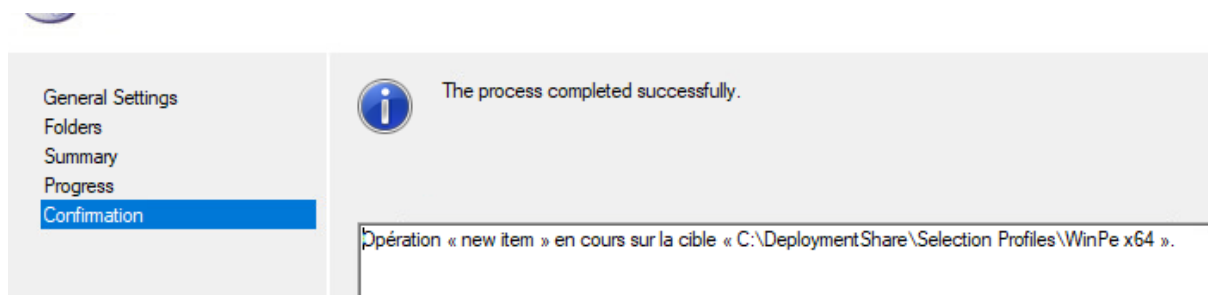 General Settings
Folders
Summary
Progress
Confirmation
The process completed successfully.
Opération « new item » en cours sur la cible « C:\DeploymentShare\Selection Profiles\WinPe x64 ».